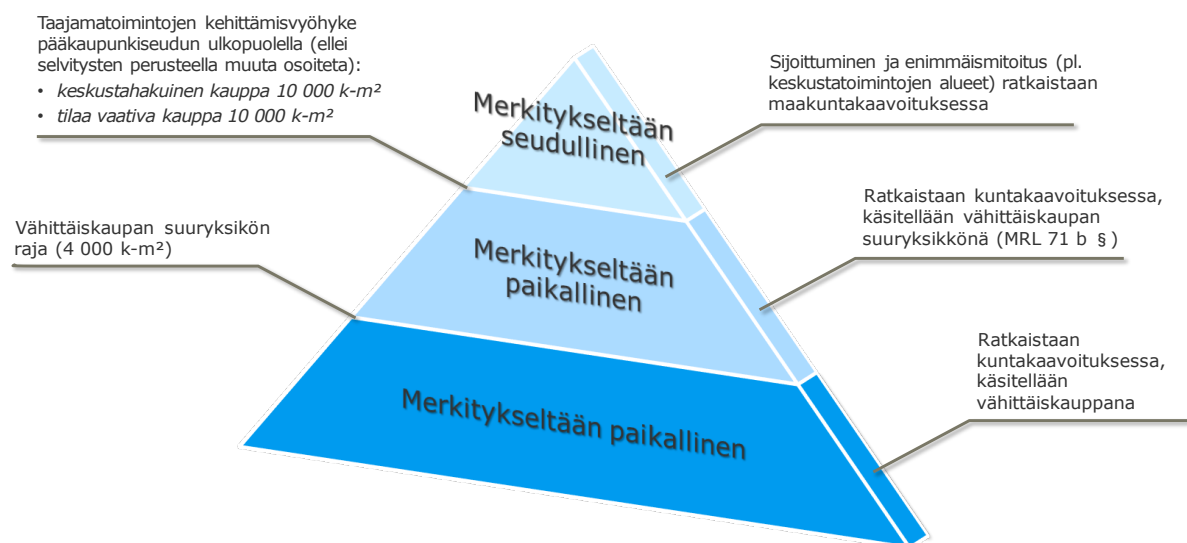 Taajamatoimintojen kehittämisvyöhyke
pääkaupunkiseudun ulkopuolella (ellei
selvitysten perusteella muuta osoiteta):
• keskustahakuinen kauppa 10 000 k-m²
• tilaa vaativa kauppa 10 000 k-m²
Sijoittuminen ja enimmäismitoitus (pl.
keskustatoimintojen alueet) ratkaistaan
maakuntakaavoituksessa
Merkitykseltään
seudullinen
Vähittäiskaupan suuryksikön
raja (4 000 k-m²)
Ratkaistaan kuntakaavoituksessa,
käsitellään vähittäiskaupan
suuryksikkönä (MRL 71 b §)
Merkitykseltään
paikallinen
Ratkaistaan
kuntakaavoituksessa,
käsitellään
vähittäiskauppana
Merkitykseltään paikallinen